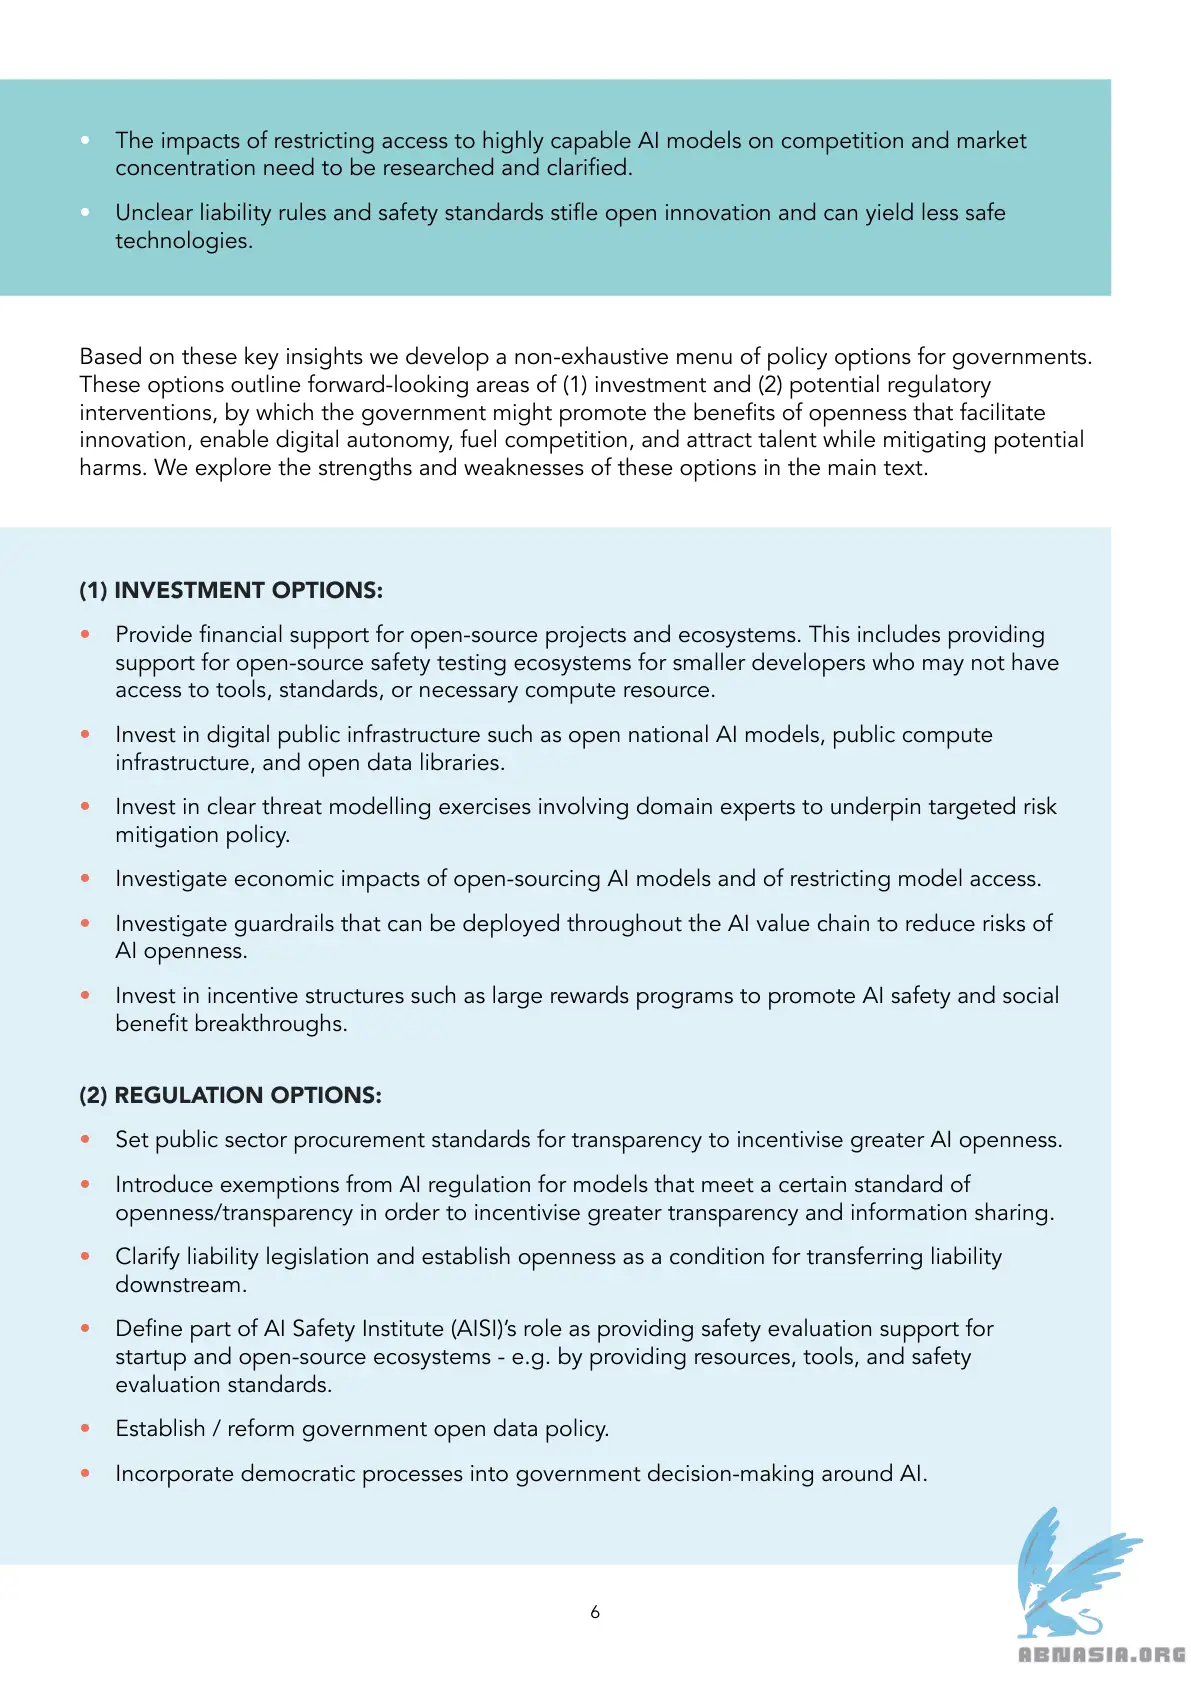 • The impacts of restricting access to highly capable AI models on competition and market
concentration need to be researched and clarified.
• Unclear liability rules and safety standards stifle open innovation and can yield less safe
technologies.
Based on these key insights we develop a non-exhaustive menu of policy options for governments.
These options outline forward-looking areas of (1) investment and (2) potential regulatory
interventions, by which the government might promote the benefits of openness that facilitate
innovation, enable digital autonomy, fuel competition, and attract talent while mitigating potential
harms. We explore the strengths and weaknesses of these options in the main text.
(1) INVESTMENT OPTIONS:
• Provide financial support for open-source projects and ecosystems. This includes providing
support for open-source safety testing ecosystems for smaller developers who may not have
access to tools, standards, or necessary compute resource.
• Invest in digital public infrastructure such as open national AI models, public compute
infrastructure, and open data libraries.
• Invest in clear threat modelling exercises involving domain experts to underpin targeted risk
mitigation policy.
• Investigate economic impacts of open-sourcing AI models and of restricting model access.
• Investigate guardrails that can be deployed throughout the AI value chain to reduce risks of
AI openness.
• Invest in incentive structures such as large rewards programs to promote AI safety and social
benefit breakthroughs.
(2) REGULATION OPTIONS:
• Set public sector procurement standards for transparency to incentivise greater AI openness.
• Introduce exemptions from AI regulation for models that meet a certain standard of
openness/transparency in order to incentivise greater transparency and information sharing.
• Clarify liability legislation and establish openness as a condition for transferring liability
downstream.
• Define part of AI Safety Institute (AISI)’s role as providing safety evaluation support for
startup and open-source ecosystems - e.g. by providing resources, tools, and safety
evaluation standards.
• Establish / reform government open data policy.
• Incorporate democratic processes into government decision-making around AI.
6
ABNASIA.ORG